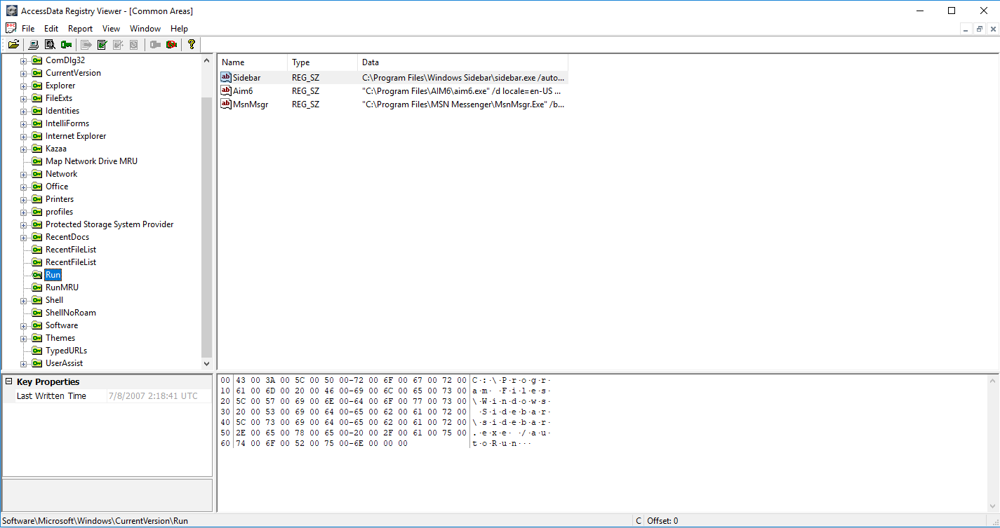 AccessData Registry Viewer - [Common Areas]
File Edit Report View Window Help
ComDlg32
CurrentVersion
Explorer
FileExts
Identities
IntelliForms
Internet Explorer
Kazaa
Map Network Drive MRU
Network
Office
Printers
profiles
Protected Storage System Provider
RecentDocs
RecentFileList
RecentFileList
Run
RunMRU
Shell
ShellNoRoam
Software
Themes
TypedURLs
UserAssist
Name Type Data
Sidebar REG_SZ C:\Program Files\Windows Sidebar\sidebar.exe /auto...
Aim6 REG_SZ "C:\Program Files\AIM6\aim6.exe" /d locale=en-US ...
MsnMsgr REG_SZ "C:\Program Files\MSN Messenger\MsnMsgr.Exe" /b...
Key Properties
Last Written Time 7/8/2007 2:18:41 UTC
00 43 00 3A 00 5C 00 50 00-72 00 6F 00 67 00 72 00 C·:·\·P·r·o·g·r·
10 61 00 6D 00 20 00 46 00-69 00 6C 00 65 00 73 00 a·m· ·F·i·l·e·s·
20 5C 00 57 00 69 00 6E 00-64 00 6F 00 77 00 73 00 \·W·i·n·d·o·w·s·
30 20 00 53 00 69 00 64 00-65 00 62 00 61 00 72 00  ·S·i·d·e·b·a·r·
40 5C 00 73 00 69 00 64 00-65 00 62 00 61 00 72 00 \·s·i·d·e·b·a·r·
50 2E 00 65 00 78 00 65 00-20 00 2F 00 61 00 75 00 .·e·x·e· ·/·a·u·
60 74 00 6F 00 52 00 75 00-6E 00 00 00 t·o·R·u·n···
Software\Microsoft\Windows\CurrentVersion\Run C Offset: 0